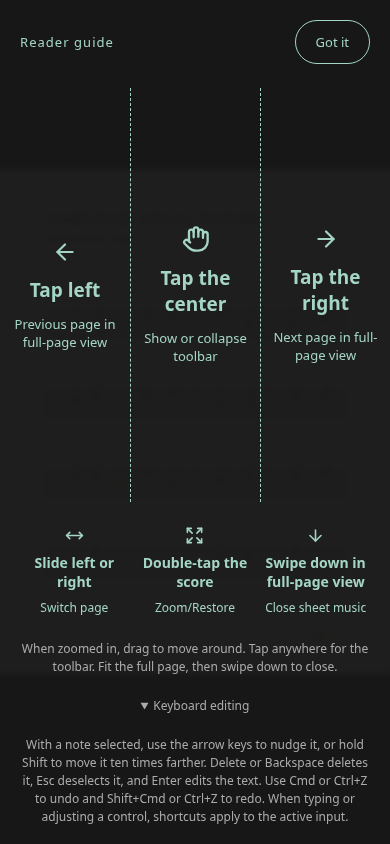 Reader guide
Got it
Tap left
Previous page in
full-page view
Tap the
center
Show or collapse
toolbar
Tap the
right
Next page in full-
page view
Slide left or
right
Switch page
Double-tap the
score
Zoom/Restore
Swipe down in
full-page view
Close sheet music
When zoomed in, drag to move around. Tap anywhere for the
toolbar. Fit the full page, then swipe down to close.
▼ Keyboard editing
With a note selected, use the arrow keys to nudge it, or hold
Shift to move it ten times farther. Delete or Backspace deletes
it, Esc deselects it, and Enter edits the text. Use Cmd or Ctrl+Z
to undo and Shift+Cmd or Ctrl+Z to redo. When typing or
adjusting a control, shortcuts apply to the active input.